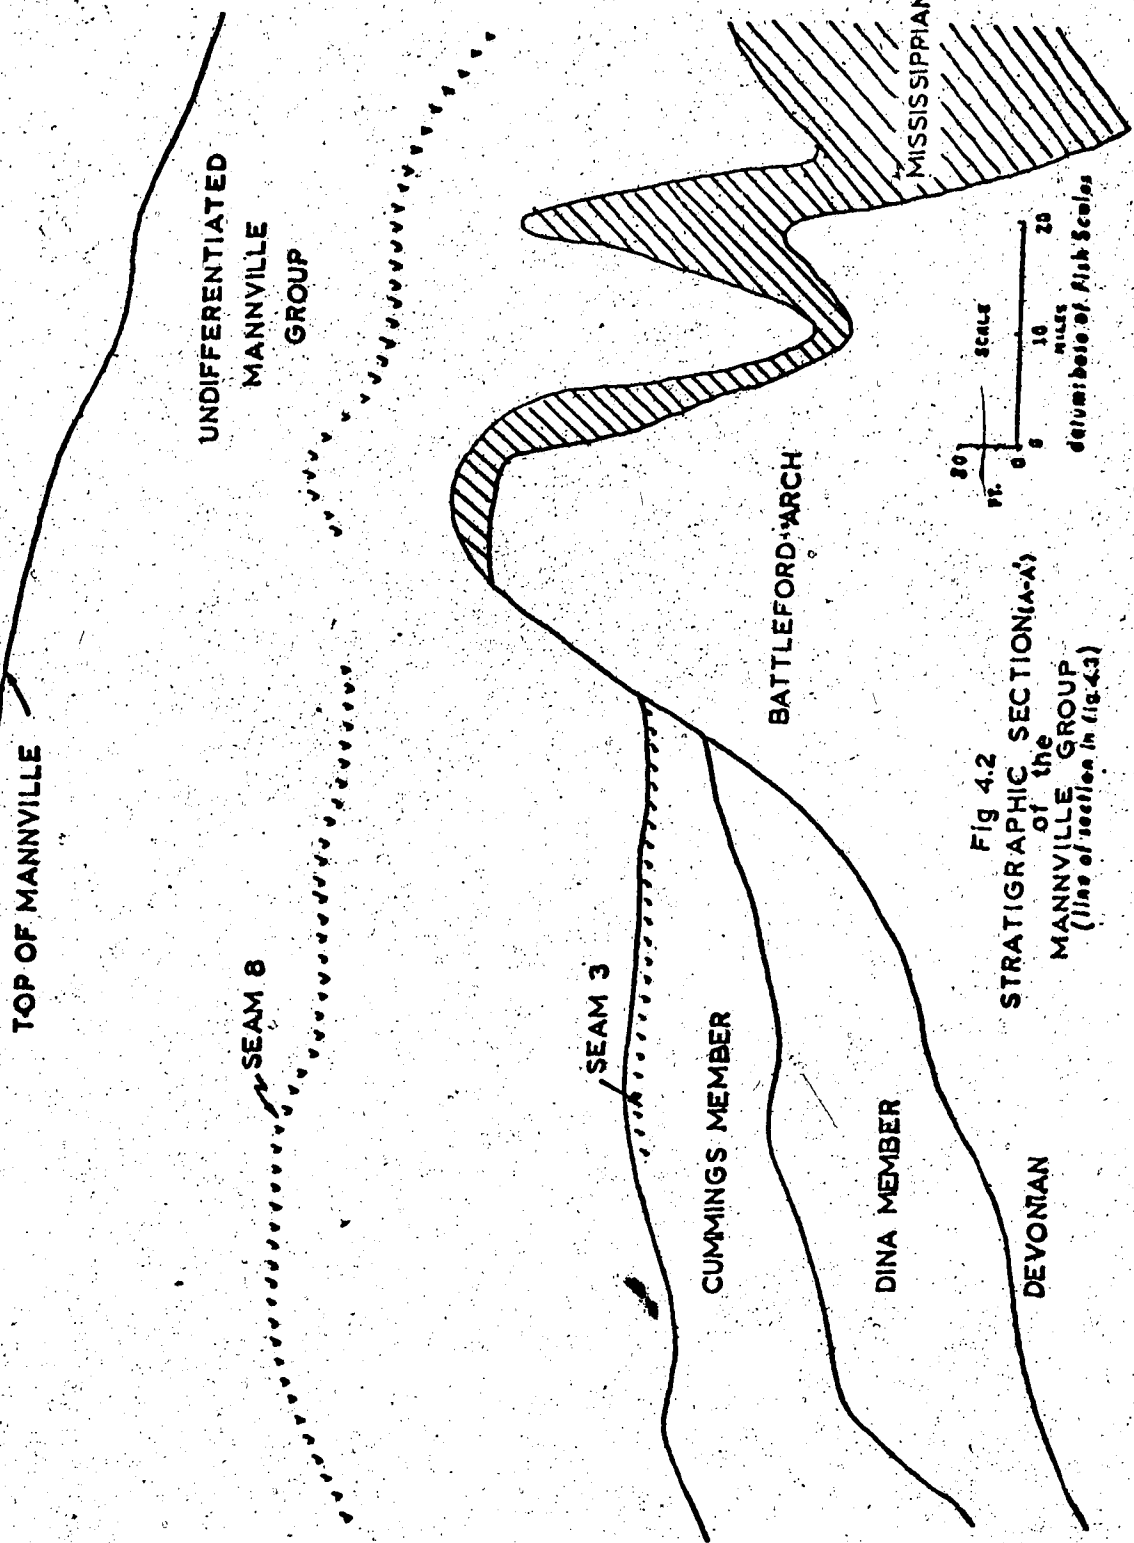 TOP OF MANNVILLE
UNDIFFERENTIATED
MANNVILLE
GROUP
SEAM 8
SEAM 3
CUMMINGS MEMBER
DINA MEMBER
DEVONIAN
BATTLEFORD ARCH
MISSISSIPPIAN
SCALE
FT.
0
0
10
20
MILES
datum: base of Fish Scales
Fig 4.2
STRATIGRAPHIC SECTION (A-A')
of the
MANNVILLE GROUP
(line of section in fig. 4.3)